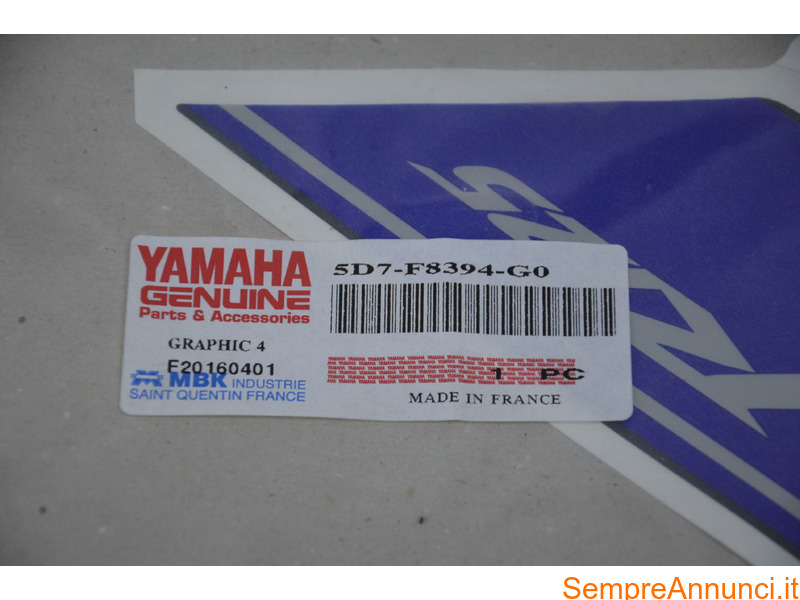 YAMAHA
GENUINE
Parts & Accessories
5D7-F8394-G0
GRAPHIC 4
F20160401
MBK INDUSTRIE
SAINT QUENTIN FRANCE
1 PC
MADE IN FRANCE
SempreAnnunci.it